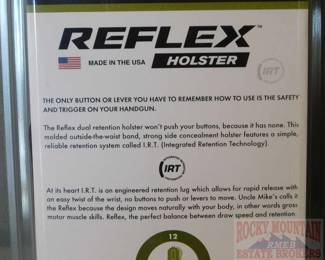 REFLEX™
MADE IN THE USA
HOLSTER
IRT
THE ONLY BUTTON OR LEVER YOU HAVE TO REMEMBER HOW TO USE IS THE SAFETY
AND TRIGGER ON YOUR HANDGUN.
The Reflex dual retention holster won't push your buttons, because it has none. This
molded outside-the-waist band, strong side concealment holster features a simple,
reliable retention system called I.R.T. (Integrated Retention Technology).
IRT
At its heart I.R.T. is an engineered retention lug which allows for rapid release with
an easy twist of the wrist, no buttons to push or levers to move. Uncle Mike's calls it
the Reflex because the design moves naturally with your body, in other words gross
motor muscle skills. Reflex, the perfect balance between draw speed and retention
12
ROCKY MOUNTAIN
RMEB
ESTATE BROKERS